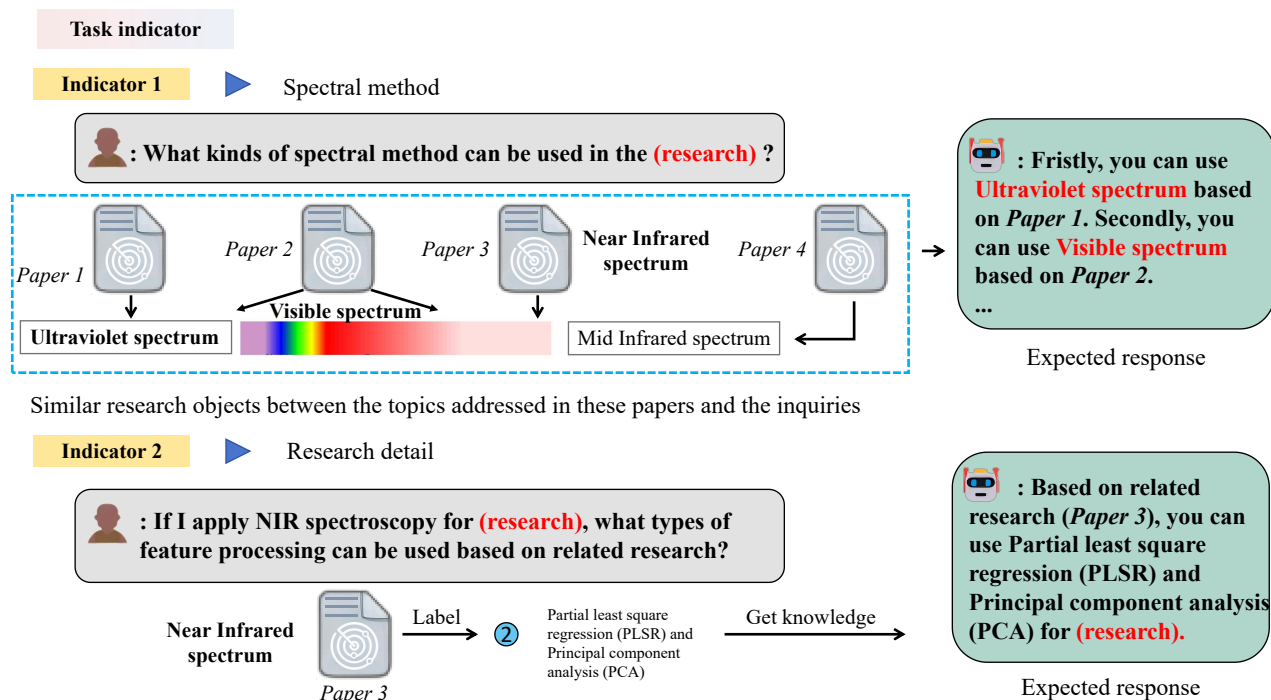 Task indicator
Indicator 1
Spectral method
: What kinds of spectral method can be used in the (research) ?
Paper 1
Paper 2
Paper 3
Near Infrared
spectrum
Paper 4
Visible spectrum
Ultraviolet spectrum
Mid Infrared spectrum
: Fristly, you can use
Ultraviolet spectrum based
on Paper 1. Secondly, you
can use Visible spectrum
based on Paper 2.
...
Expected response
Similar research objects between the topics addressed in these papers and the inquiries
Indicator 2
Research detail
: If I apply NIR spectroscopy for (research), what types of
feature processing can be used based on related research?
Near Infrared
spectrum
Paper 3
Label
2
Partial least square
regression (PLSR) and
Principal component
analysis (PCA)
Get knowledge
: Based on related
research (Paper 3), you can
use Partial least square
regression (PLSR) and
Principal component analysis
(PCA) for (research).
Expected response